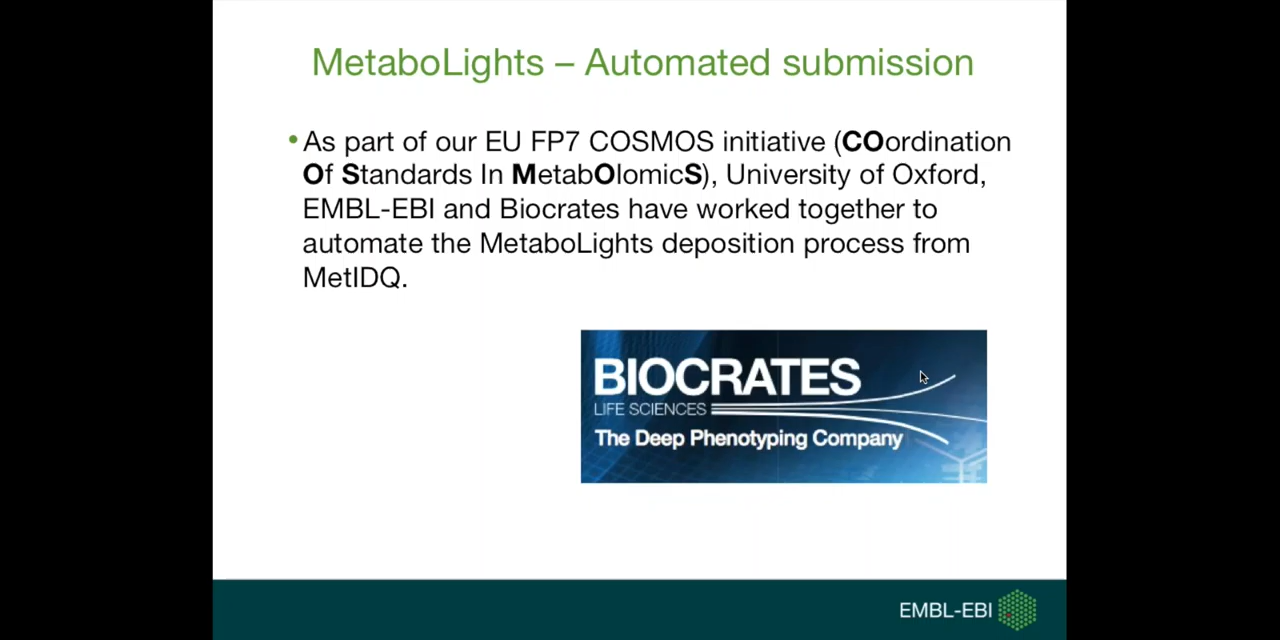 MetaboLights – Automated submission
•As part of our EU FP7 COSMOS initiative (COordination
Of Standards In MetabOlomicS), University of Oxford,
EMBL-EBI and Biocrates have worked together to
automate the MetaboLights deposition process from
MetIDQ.
BIOCRATES
LIFE SCIENCES
The Deep Phenotyping Company
EMBL-EBI